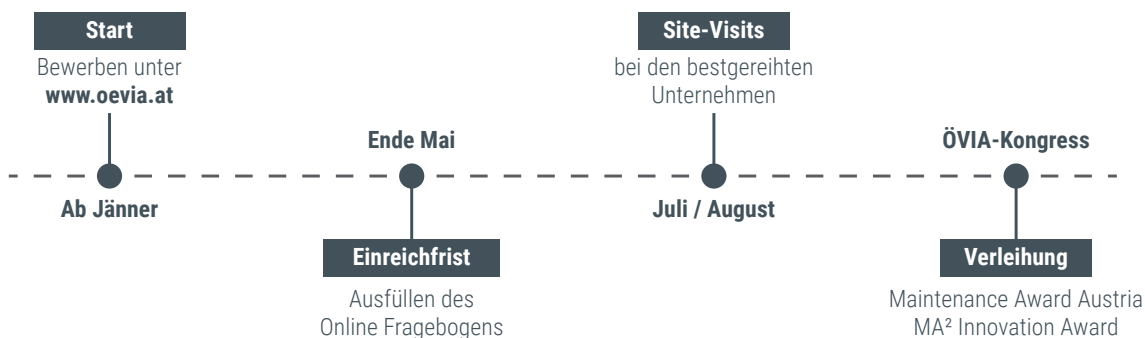 Start
Bewerben unter
www.oevia.at
Ab Jänner
Ende Mai
Einreichfrist
Ausfüllen des
Online Fragebogens
Site-Visits
bei den bestgereihten
Unternehmen
Juli / August
ÖVIA-Kongress
Verleihung
Maintenance Award Austria
MA² Innovation Award